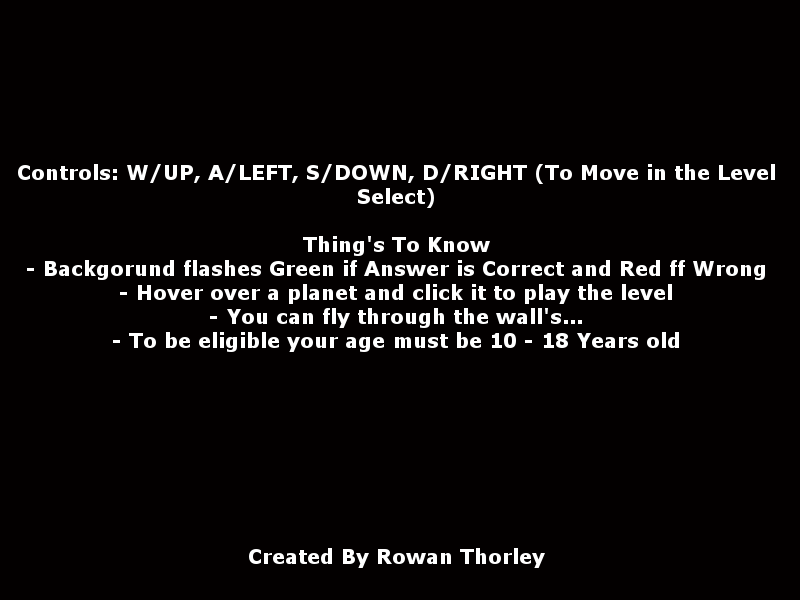 Controls: W/UP, A/LEFT, S/DOWN, D/RIGHT (To Move in the Level
Select)
Thing's To Know
- Backgorund flashes Green if Answer is Correct and Red ff Wrong
- Hover over a planet and click it to play the level
- You can fly through the wall's...
- To be eligible your age must be 10 - 18 Years old
Created By Rowan Thorley